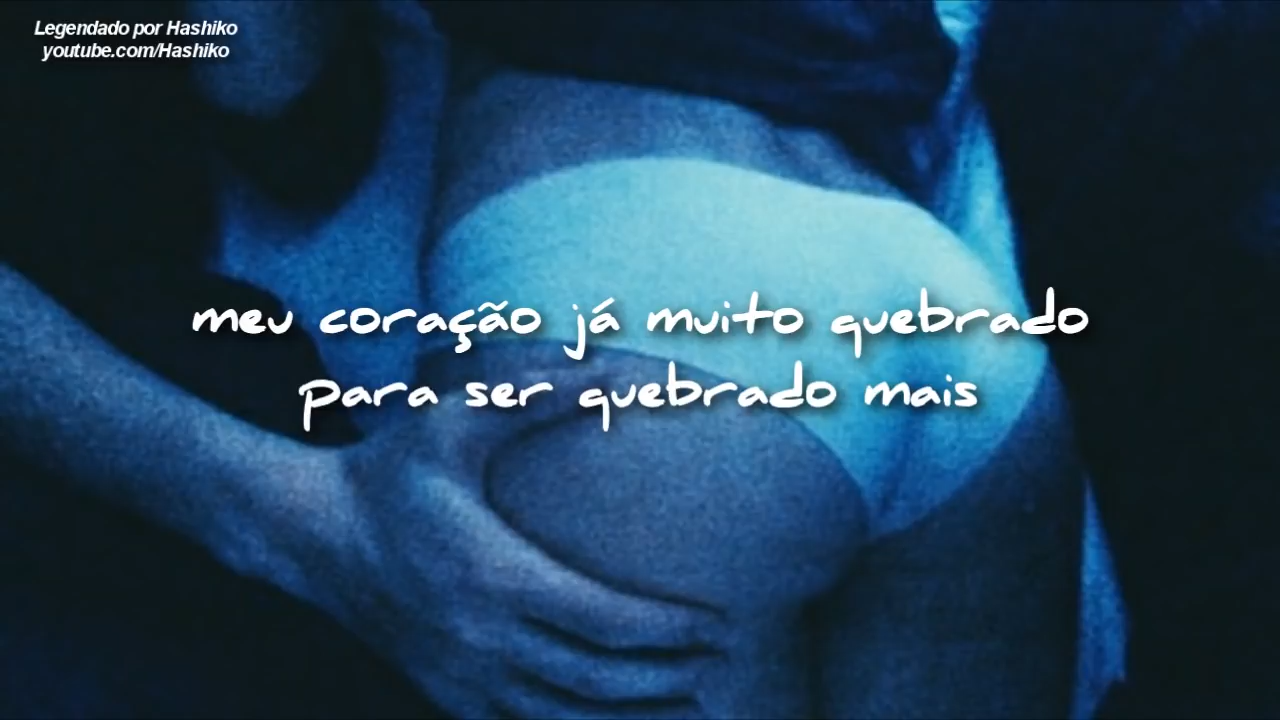 Legendado por Hashiko
youtube.com/Hashiko
meu coração já muito quebrado
para ser quebrado mais